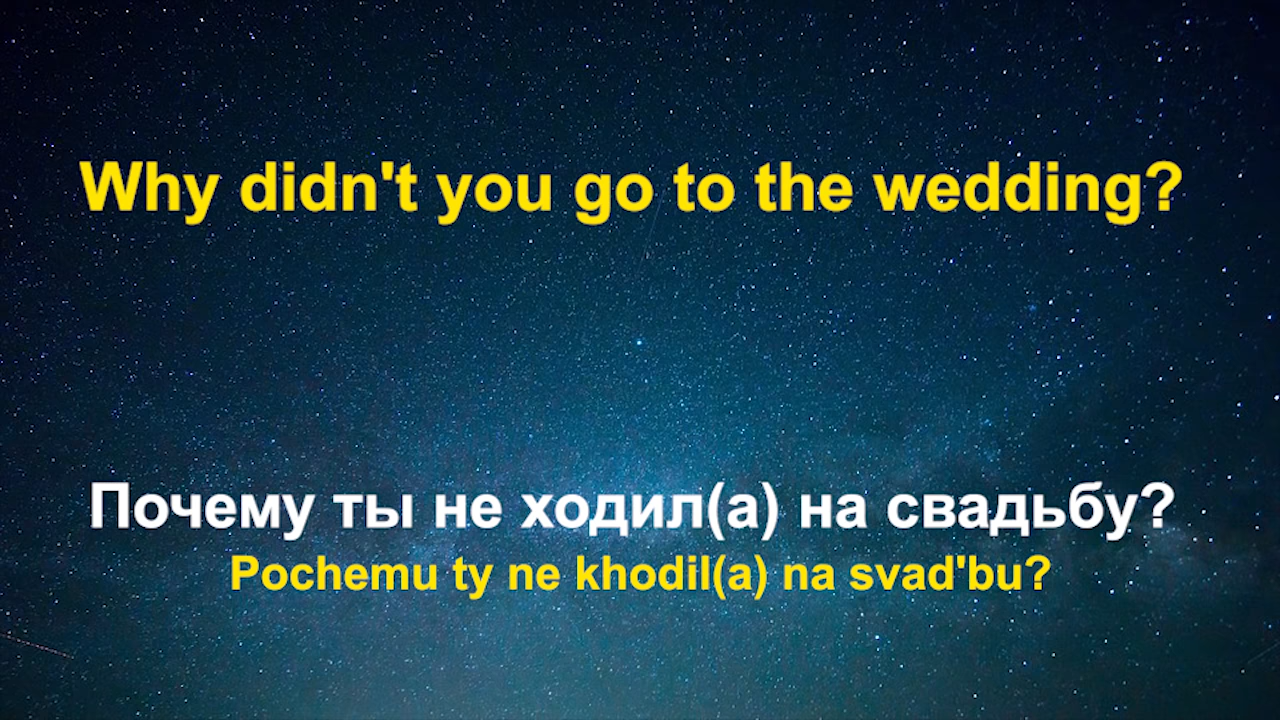 Why didn't you go to the wedding?
Почему ты не ходил(а) на свадьбу?
Pochemu ty ne khodil(a) na svad'bu?